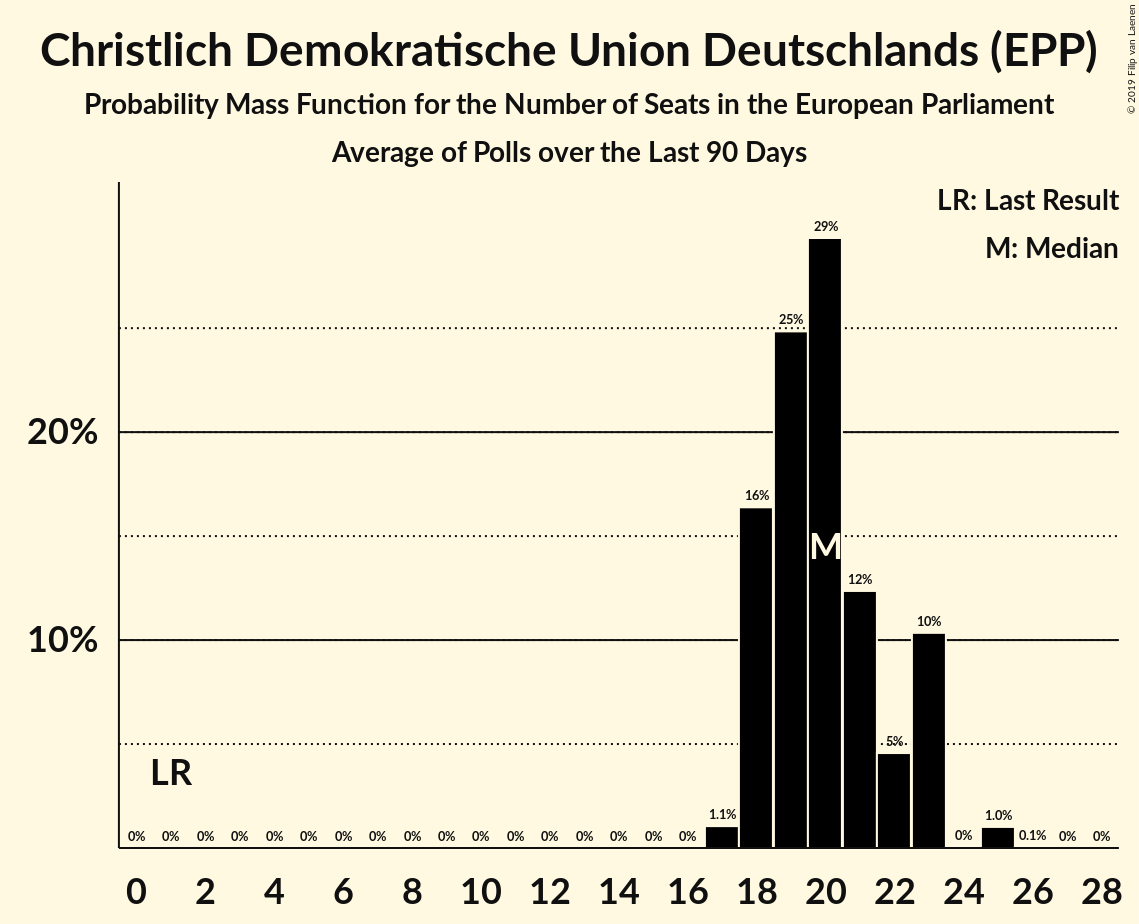 Christlich Demokratische Union Deutschlands (EPP)
Probability Mass Function for the Number of Seats in the European Parliament
Average of Polls over the Last 90 Days
© 2019 Filip van Laenen
LR: Last Result
M: Median
29%
25%
20%
16%
M
12%
10%
10%
5%
LR
1.1%
1.0%
0% 0% 0% 0% 0% 0% 0% 0% 0% 0% 0% 0% 0% 0% 0% 0% 0% 0% 0.1% 0% 0%
0 2 4 6 8 10 12 14 16 18 20 22 24 26 28